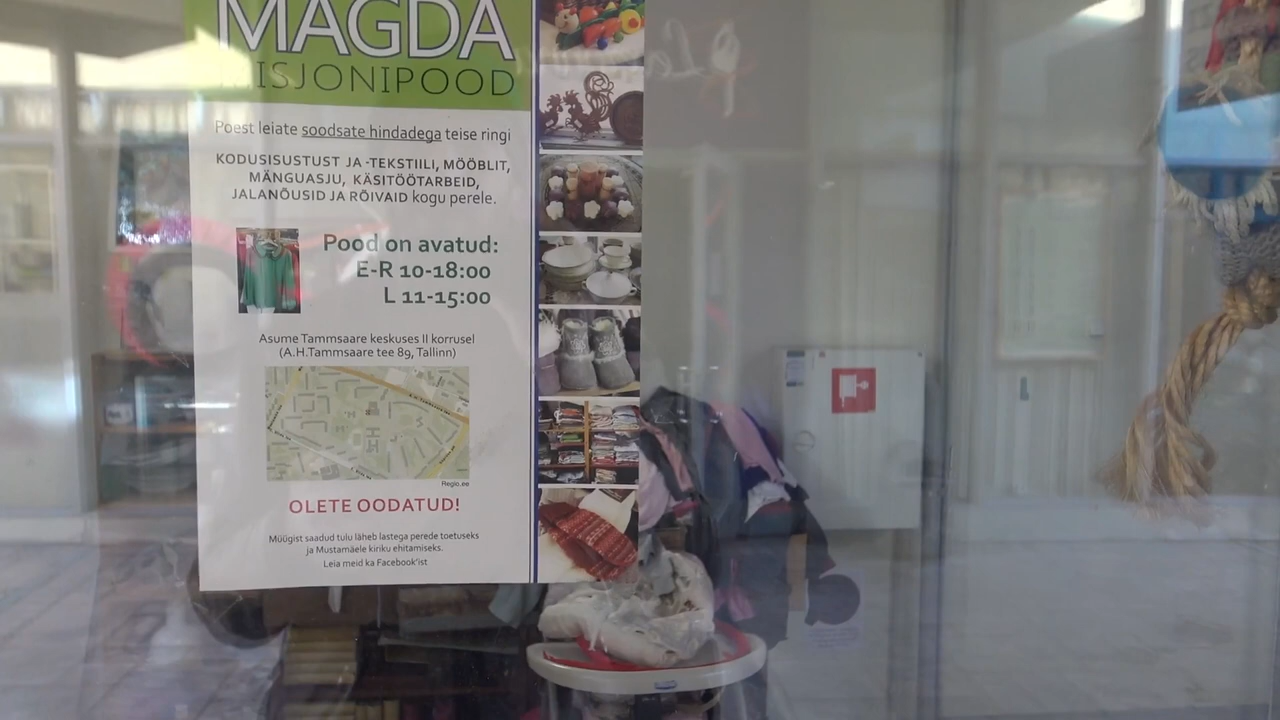 MAGDA
MISJONIPOOD
Poest leiate soodsate hindadega teise ringi
KODUSISUSTUST JA -TEKSTIILI, MÖÖBLIT,
MÄNGUASJU, KÄSITÖÖTARBEID,
JALANÕUSID JA RÕIVAID kogu perele.
Pood on avatud:
E-R 10-18:00
L 11-15:00
Asume Tammsaare keskuses II korrusel
(A.H.Tammsaare tee 89, Tallinn)
Regio.ee
OLETE OODATUD!
Müügist saadud tulu läheb lastega perede toetuseks
ja Mustamäele kiriku ehitamiseks.
Leia meid ka Facebook'ist